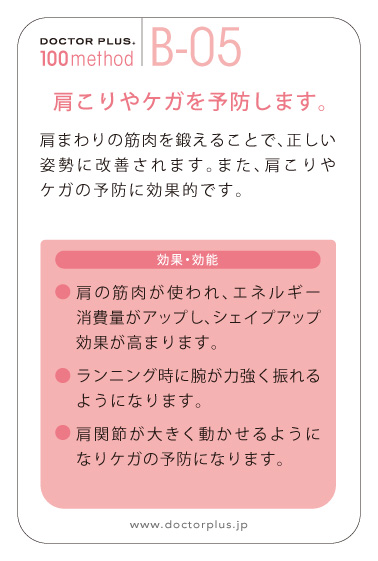 DOCTOR PLUS.
100method
B-05
肩こりやケガを予防します。
肩まわりの筋肉を鍛えることで、正しい
姿勢に改善されます。また、肩こりや
ケガの予防に効果的です。
効果・効能
● 肩の筋肉が使われ、エネルギー
消費量がアップし、シェイプアップ
効果が高まります。
● ランニング時に腕が力強く振れる
ようになります。
● 肩関節が大きく動かせるように
なりケガの予防になります。
www.doctorplus.jp